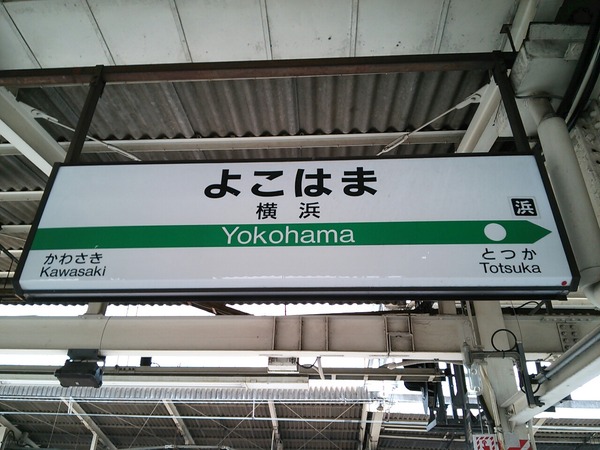 よこはま
横浜
浜
Yokohama
かわさき
Kawasaki
とつか
Totsuka